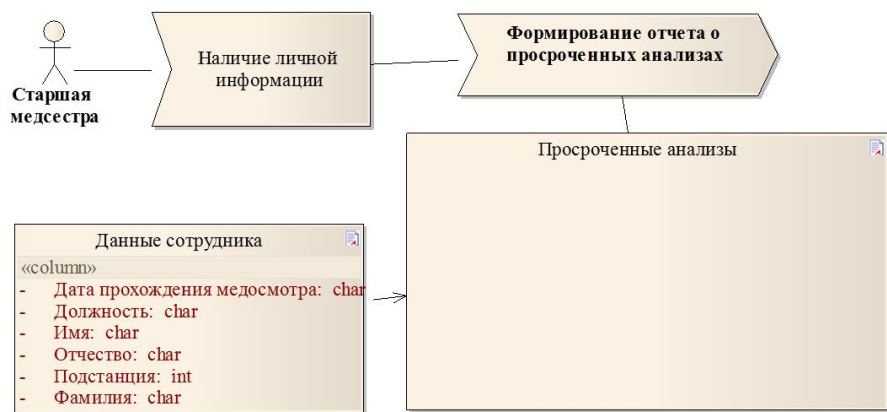 Старшая
медсестра
Наличие личной
информации
Формирование отчета о
просроченных анализах
Просроченные анализы
Данные сотрудника
«column»
- Дата прохождения медосмотра: char
- Должность: char
- Имя: char
- Отчество: char
- Подстанция: int
- Фамилия: char